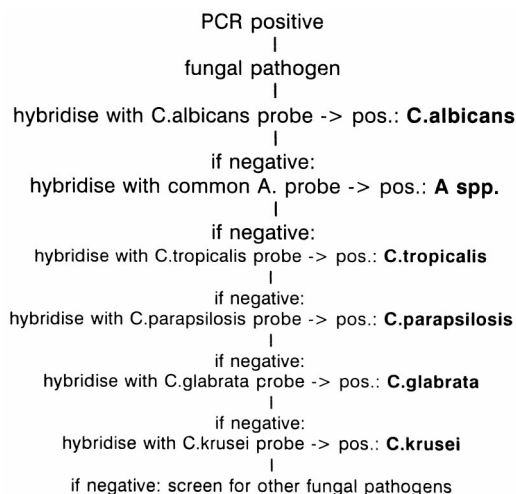 PCR positive
|
fungal pathogen
|
hybridise with C.albicans probe -> pos.: C.albicans
|
if negative:
hybridise with common A. probe -> pos.: A spp.
|
if negative:
hybridise with C.tropicalis probe -> pos.: C.tropicalis
|
if negative:
hybridise with C.parapsilosis probe -> pos.: C.parapsilosis
|
if negative:
hybridise with C.glabrata probe -> pos.: C.glabrata
|
if negative:
hybridise with C.krusei probe -> pos.: C.krusei
|
if negative: screen for other fungal pathogens